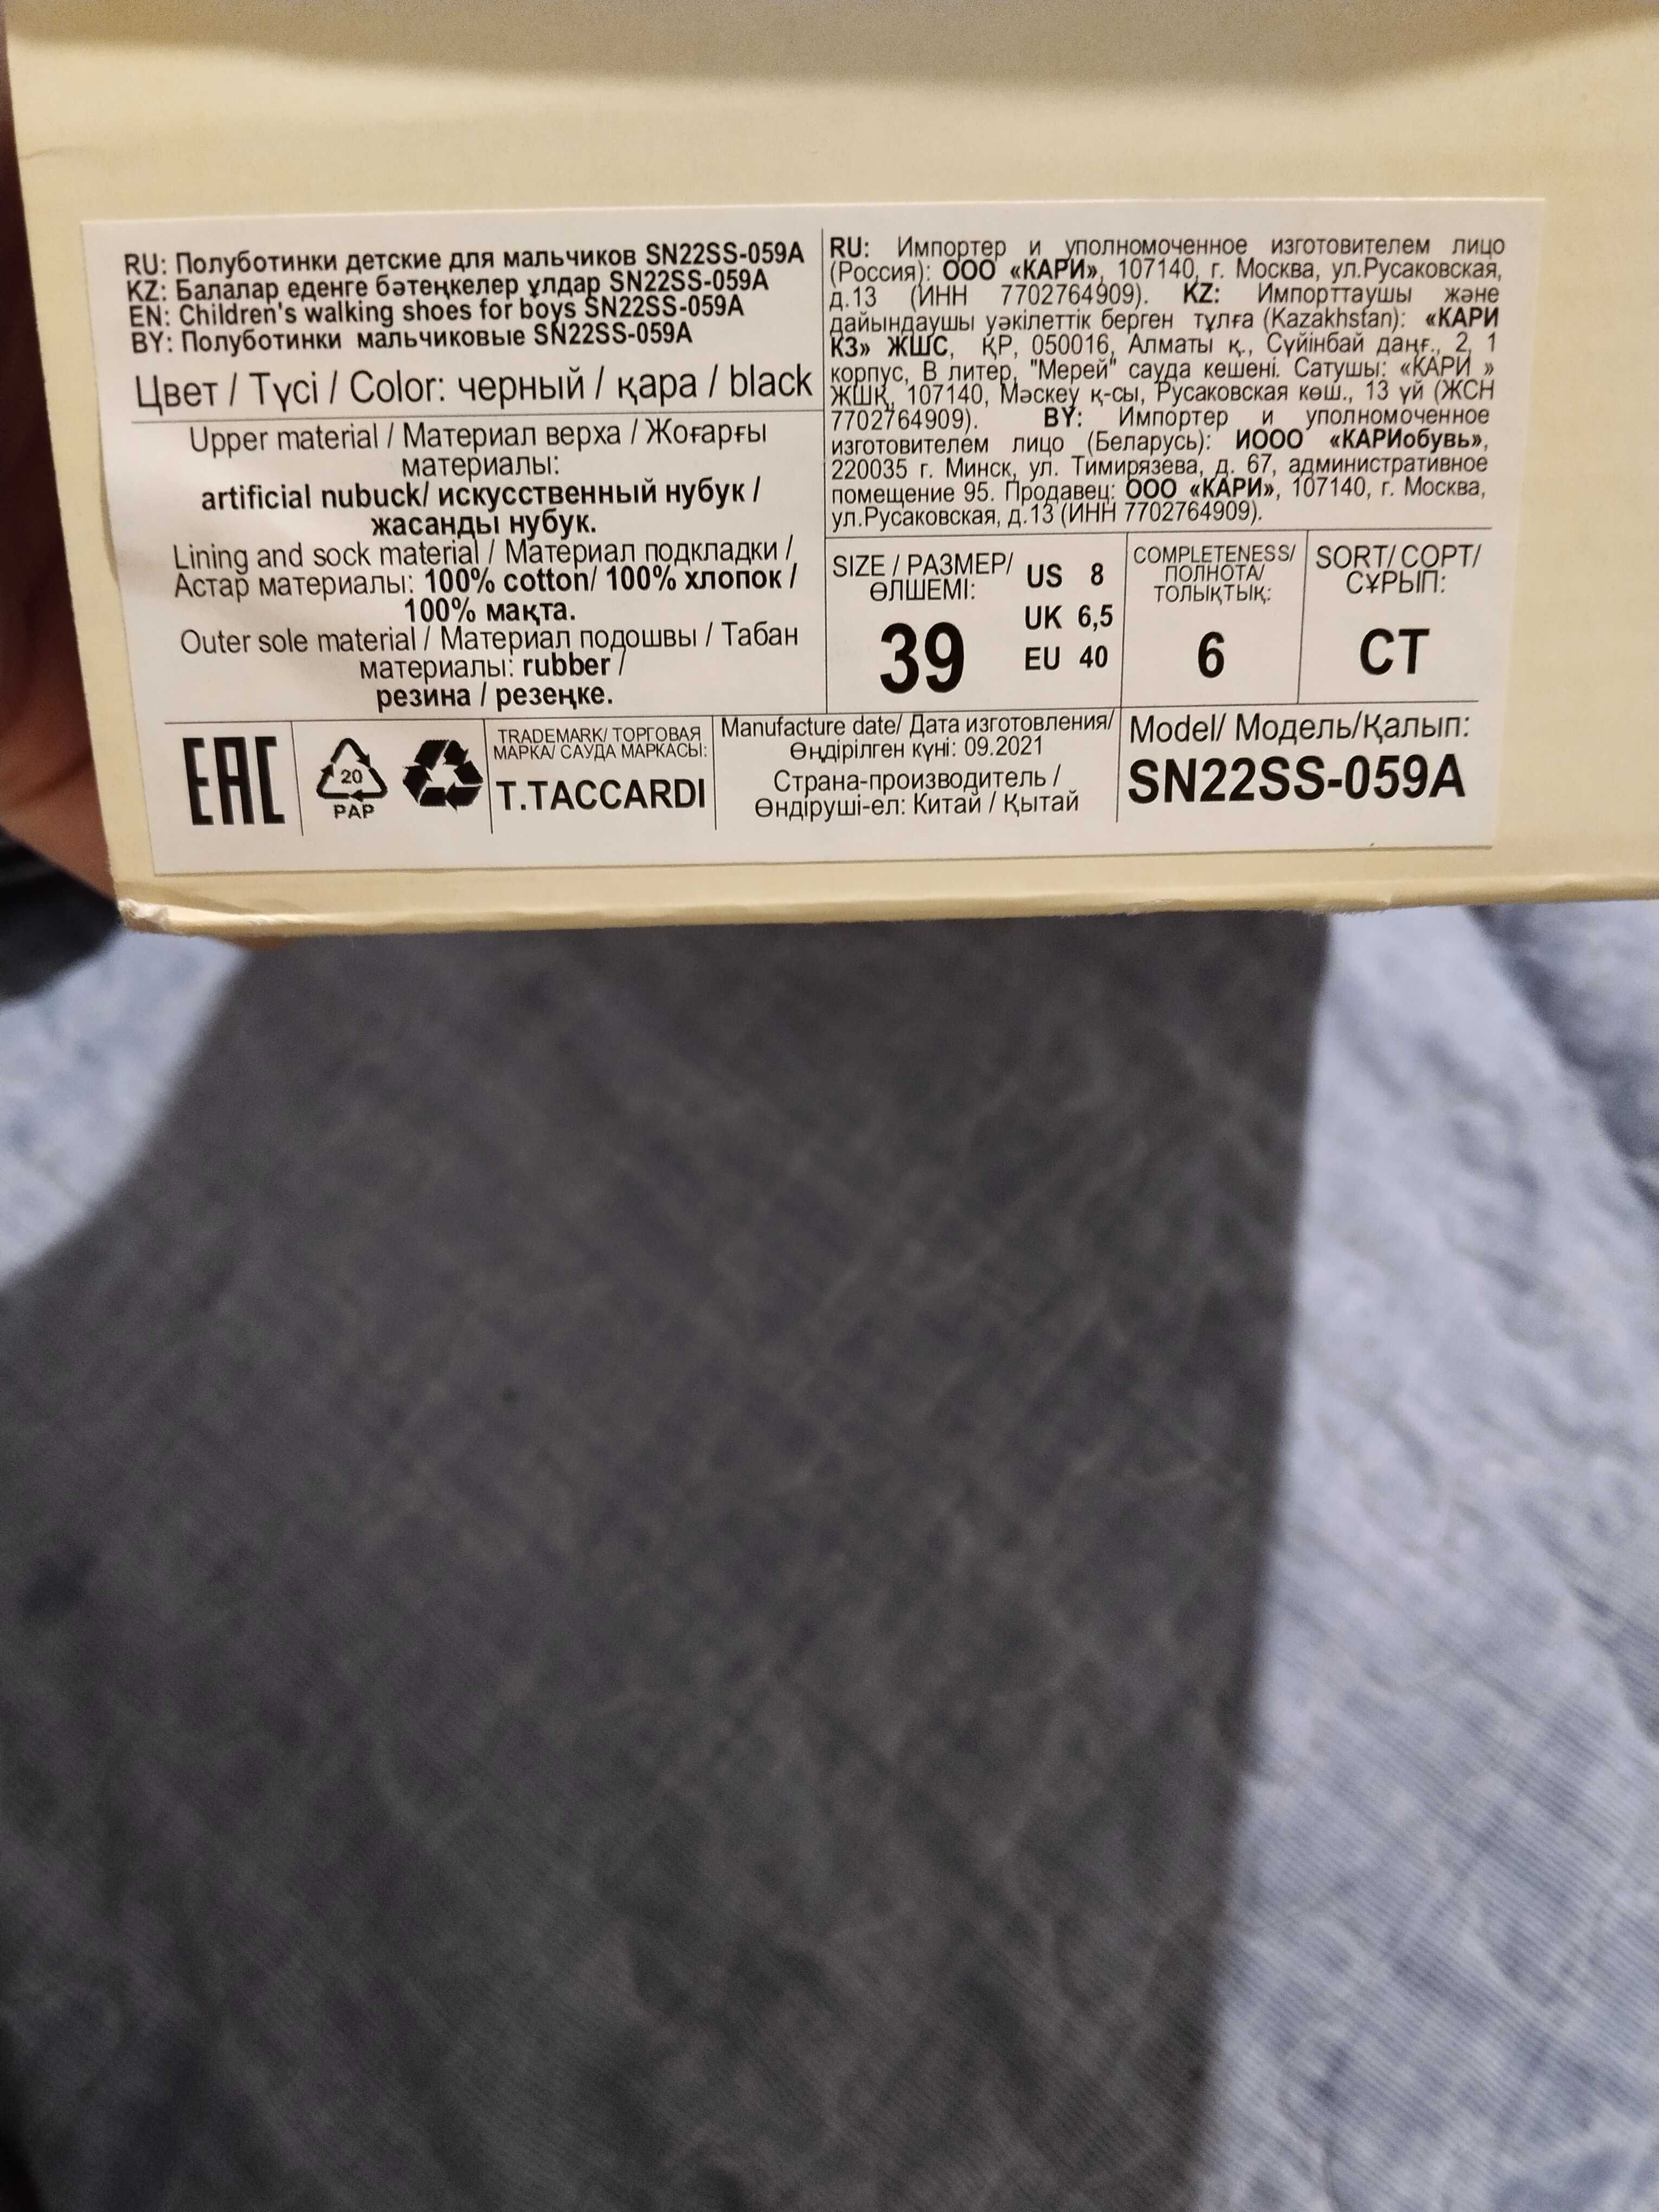 RU: Полуботинки детские для мальчиков SN22SS-059A
KZ: Балалар еденге бәтеңкелер ұлдар SN22SS-059A
EN: Children's walking shoes for boys SN22SS-059A
BY: Полуботинки мальчиковые SN22SS-059A
Цвет / Түсі / Color: черный / қара / black
Upper material / Материал верха / Жоғарғы
материалы:
artificial nubuck/ искусственный нубук /
жасанды нубук.
Lining and sock material / Материал подкладки /
Астар материалы: 100% cotton/ 100% хлопок /
100% мақта.
Outer sole material / Материал подошвы / Табан
материалы: rubber /
резина / резеңке.
RU: Импортер и уполномоченное изготовителем лицо
(Россия): ООО «КАРИ», 107140, г. Москва, ул.Русаковская,
д.13 (ИНН 7702764909). KZ: Импорттаушы және
дайындаушы уәкілеттік берген тұлға (Kazakhstan): «КАРИ
КЗ» ЖШС, ҚР, 050016, Алматы қ., Сүйінбай даңғ., 2, 1
корпус, В литер, "Мерей" сауда кешені. Сатушы: «КАРИ »
ЖШҚ, 107140, Мәскеу қ-сы, Русаковская көш., 13 үй (ЖСН
7702764909). BY: Импортер и уполномоченное
изготовителем лицо (Беларусь): ИООО «КАРИобувь»,
220035 г. Минск, ул. Тимирязева, д. 67, административное
помещение 95. Продавец: ООО «КАРИ», 107140, г. Москва,
ул.Русаковская, д.13 (ИНН 7702764909).
SIZE / РАЗМЕР/
ӨЛШЕМІ:
39
US 8
UK 6,5
EU 40
COMPLETENESS/
ПОЛНОТА/
ТОЛЫҚТЫҚ:
6
SORT/ СОРТ/
СҰРЫП:
СТ
EAC
20
PAP
TRADEMARK/ ТОРГОВАЯ
МАРКА/ САУДА МАРКАСЫ:
T.TACCARDI
Manufacture date/ Дата изготовления/
Өңдірілген күні: 09.2021
Страна-производитель /
Өндіруші-ел: Китай / Қытай
Model/ Модель/Қалып:
SN22SS-059A